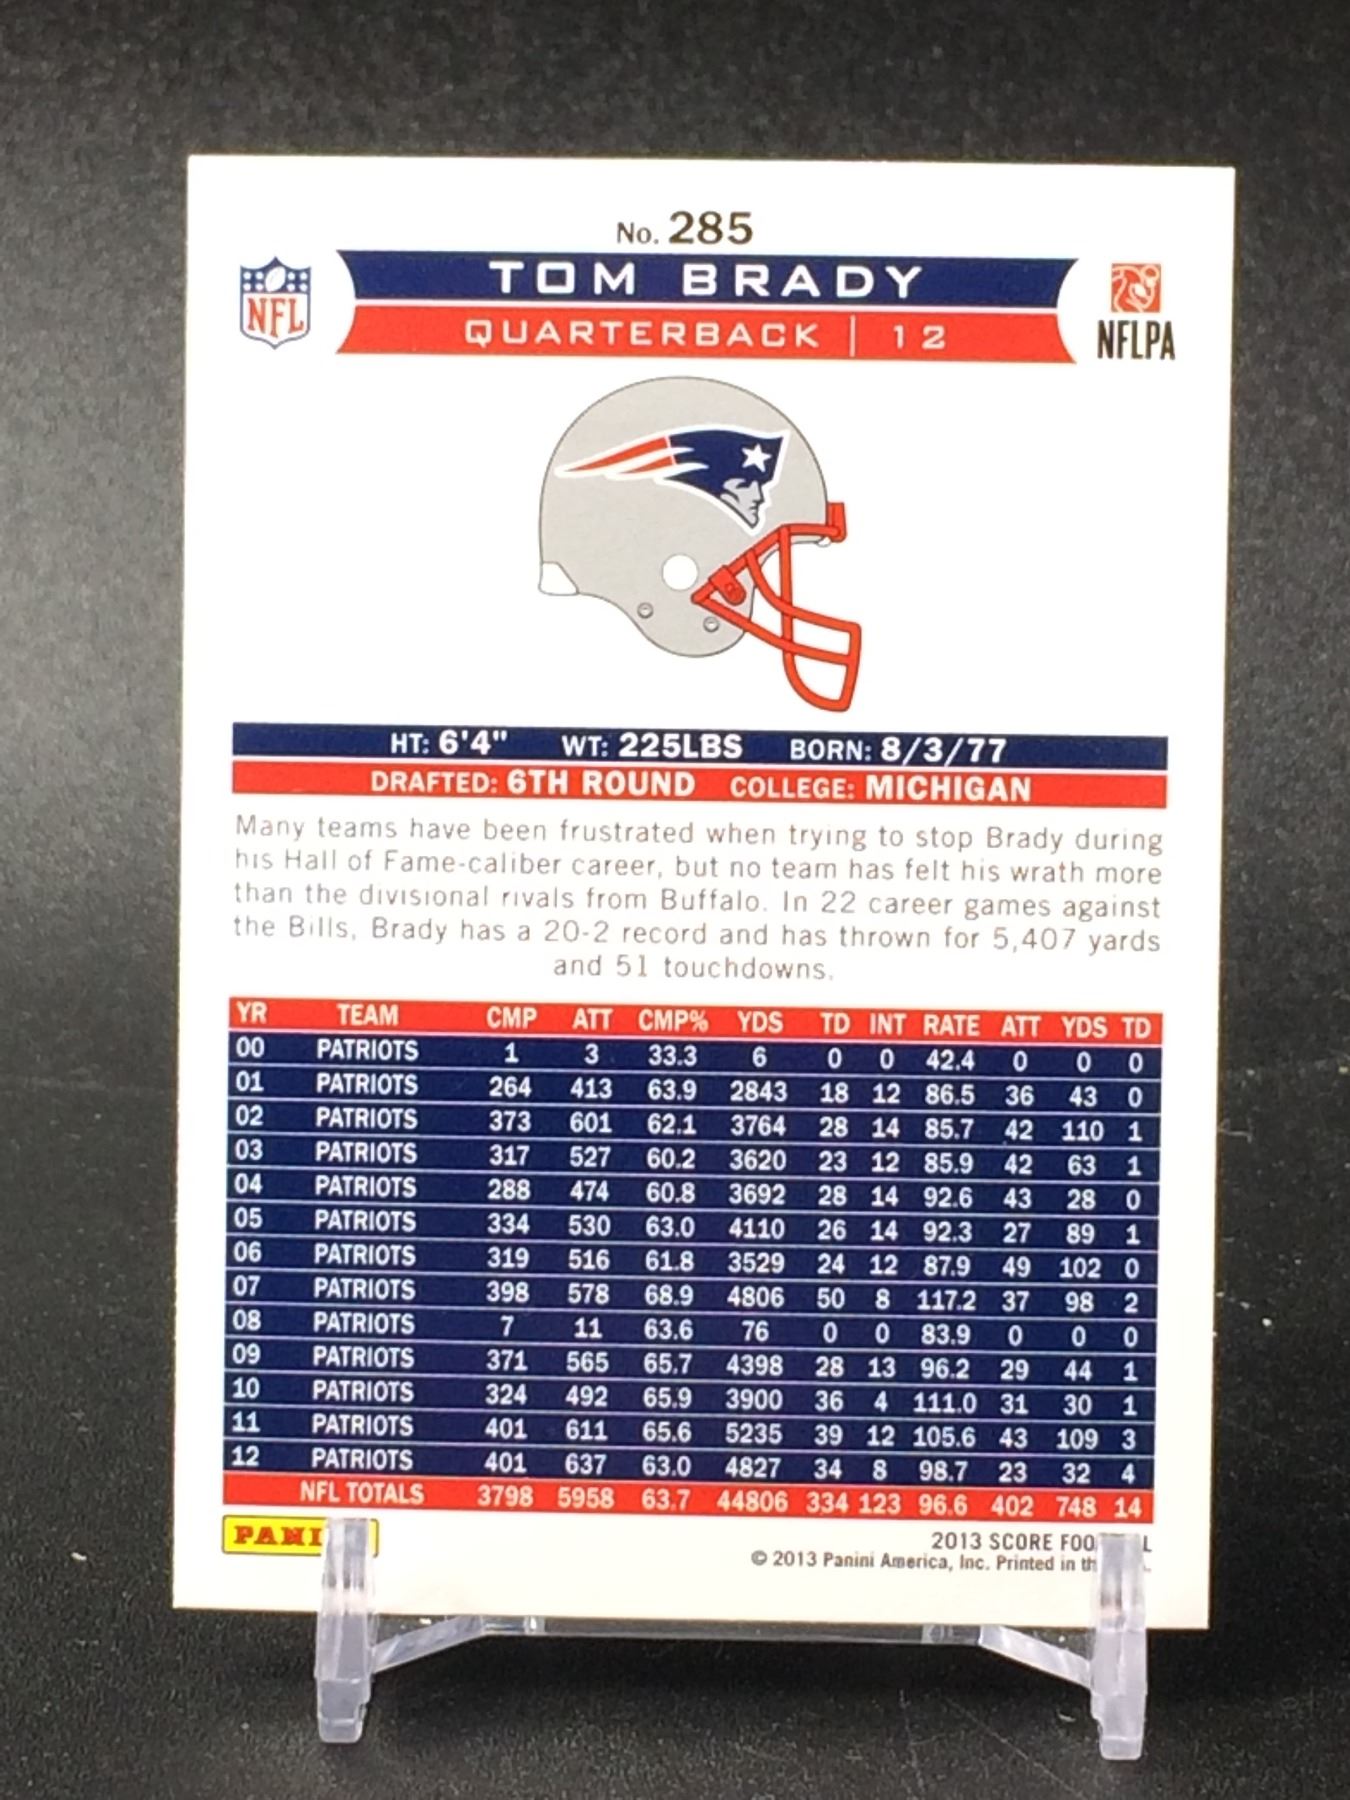 No. 285
NFL
TOM BRADY
QUARTERBACK | 12
NFLPA
HT: 6'4" WT: 225LBS BORN: 8/3/77
DRAFTED: 6TH ROUND COLLEGE: MICHIGAN
Many teams have been frustrated when trying to stop Brady during
his Hall of Fame-caliber career, but no team has felt his wrath more
than the divisional rivals from Buffalo. In 22 career games against
the Bills, Brady has a 20-2 record and has thrown for 5,407 yards
and 51 touchdowns.
YR TEAM CMP ATT CMP% YDS TD INT RATE ATT YDS TD
00 PATRIOTS 1 3 33.3 6 0 0 42.4 0 0 0
01 PATRIOTS 264 413 63.9 2843 18 12 86.5 36 43 0
02 PATRIOTS 373 601 62.1 3764 28 14 85.7 42 110 1
03 PATRIOTS 317 527 60.2 3620 23 12 85.9 42 63 1
04 PATRIOTS 288 474 60.8 3692 28 14 92.6 43 28 0
05 PATRIOTS 334 530 63.0 4110 26 14 92.3 27 89 1
06 PATRIOTS 319 516 61.8 3529 24 12 87.9 49 102 0
07 PATRIOTS 398 578 68.9 4806 50 8 117.2 37 98 2
08 PATRIOTS 7 11 63.6 76 0 0 83.9 0 0 0
09 PATRIOTS 371 565 65.7 4398 28 13 96.2 29 44 1
10 PATRIOTS 324 492 65.9 3900 36 4 111.0 31 30 1
11 PATRIOTS 401 611 65.6 5235 39 12 105.6 43 109 3
12 PATRIOTS 401 637 63.0 4827 34 8 98.7 23 32 4
NFL TOTALS 3798 5958 63.7 44806 334 123 96.6 402 748 14
PANI
2013 SCORE
© 2013 Panini America, Inc. Printed in